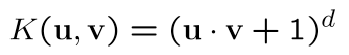 K(𝐮, 𝐯) = (𝐮 · 𝐯 + 1)ᵈ